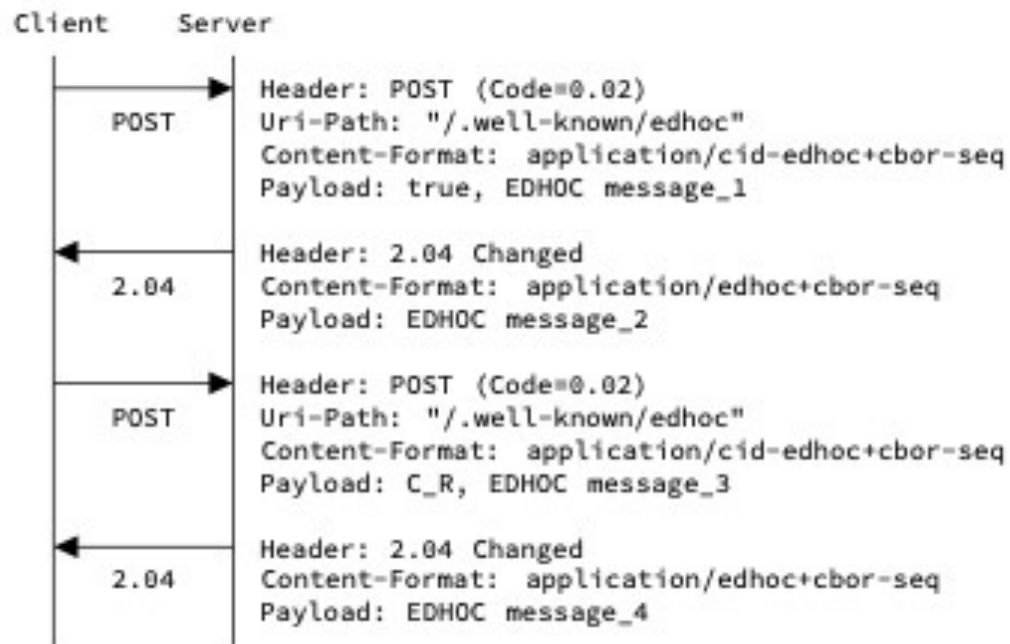 Client Server
Header: POST (Code=0.02)
POST Uri-Path: "/.well-known/edhoc"
Content-Format: application/cid-edhoc+cbor-seq
Payload: true, EDHOC message_1
Header: 2.04 Changed
2.04 Content-Format: application/edhoc+cbor-seq
Payload: EDHOC message_2
Header: POST (Code=0.02)
POST Uri-Path: "/.well-known/edhoc"
Content-Format: application/cid-edhoc+cbor-seq
Payload: C_R, EDHOC message_3
Header: 2.04 Changed
2.04 Content-Format: application/edhoc+cbor-seq
Payload: EDHOC message_4